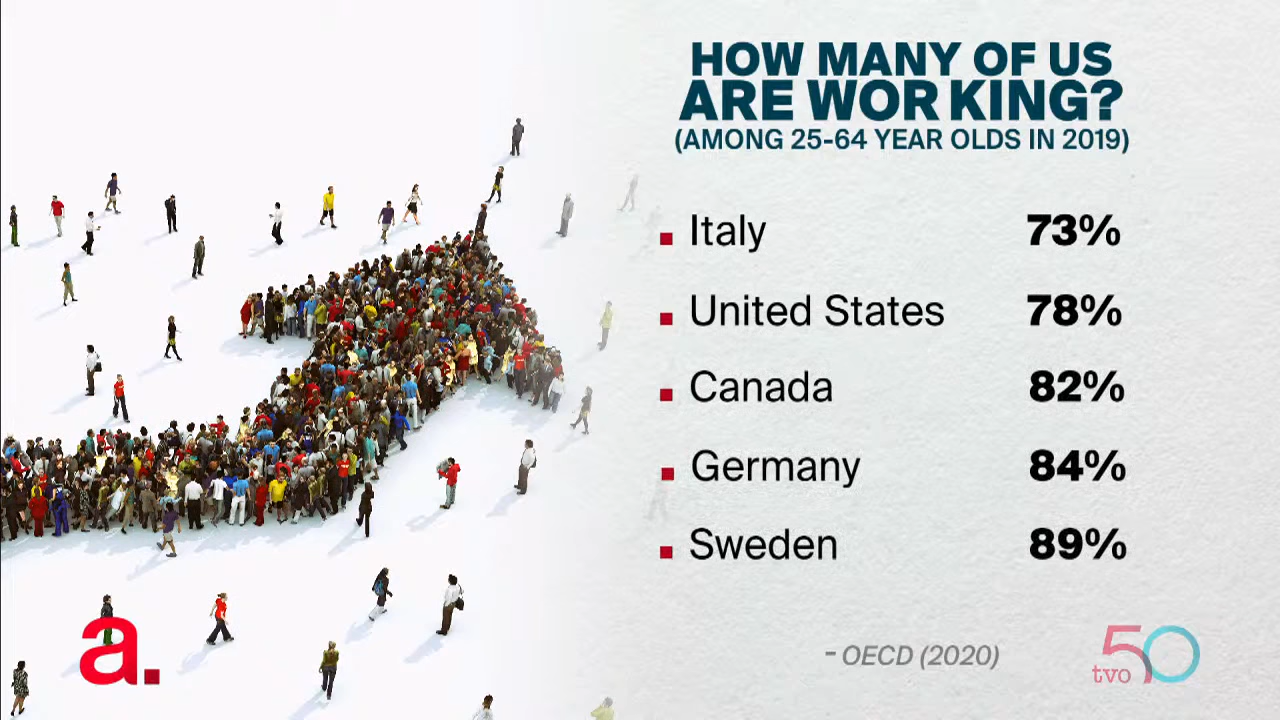 HOW MANY OF US
ARE WORKING?
(AMONG 25-64 YEAR OLDS IN 2019)
Italy 73%
United States 78%
Canada 82%
Germany 84%
Sweden 89%
- OECD (2020)
a.
tvo 50